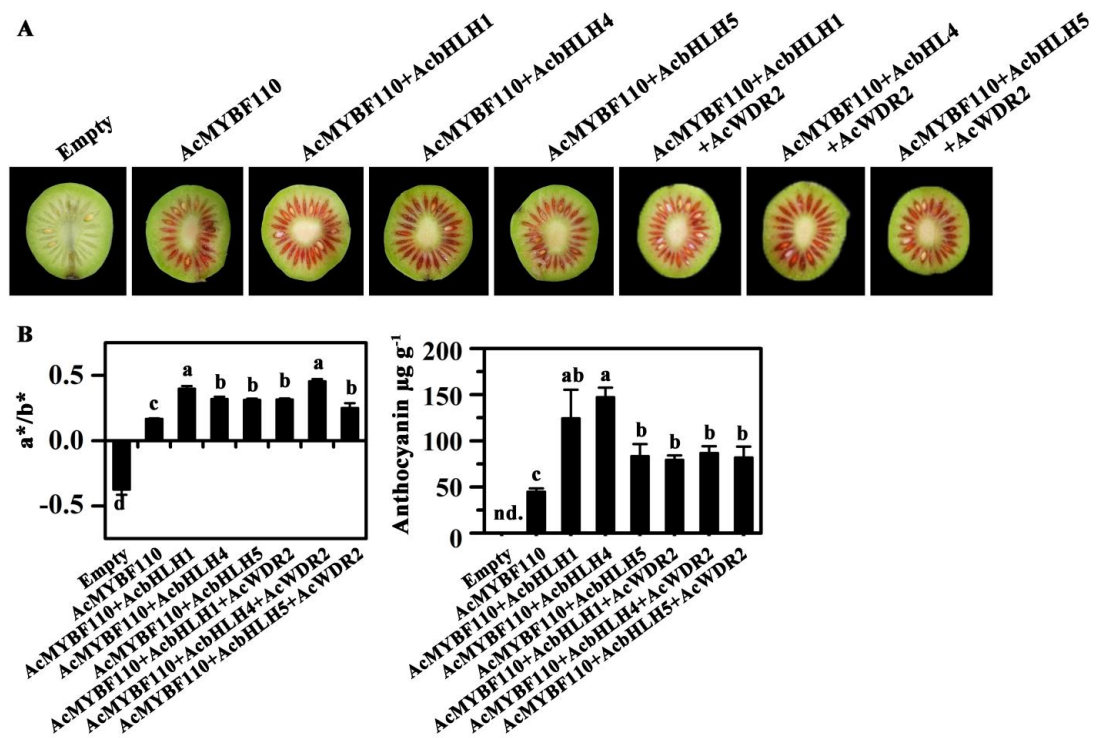 A
Empty
AcMYBF110
AcMYBF110+AcbHLH1
AcMYBF110+AcbHLH4
AcMYBF110+AcbHLH5
AcMYBF110+AcbHLH1
+AcWDR2
AcMYBF110+AcbHL4
+AcWDR2
AcMYBF110+AcbHLH5
+AcWDR2
B
a*/b*
0.5
0.0
-0.5
d
c
a
b
b
b
a
b
Empty
AcMYBF110
AcMYBF110+AcbHLH1
AcMYBF110+AcbHLH4
AcMYBF110+AcbHLH5
AcMYBF110+AcbHLH1+AcWDR2
AcMYBF110+AcbHLH4+AcWDR2
AcMYBF110+AcbHLH5+AcWDR2
Anthocyanin µg g⁻¹
200
150
100
50
0
nd.
c
ab
a
b
b
b
b
Empty
AcMYBF110
AcMYBF110+AcbHLH1
AcMYBF110+AcbHLH4
AcMYBF110+AcbHLH5
AcMYBF110+AcbHLH1+AcWDR2
AcMYBF110+AcbHLH4+AcWDR2
AcMYBF110+AcbHLH5+AcWDR2